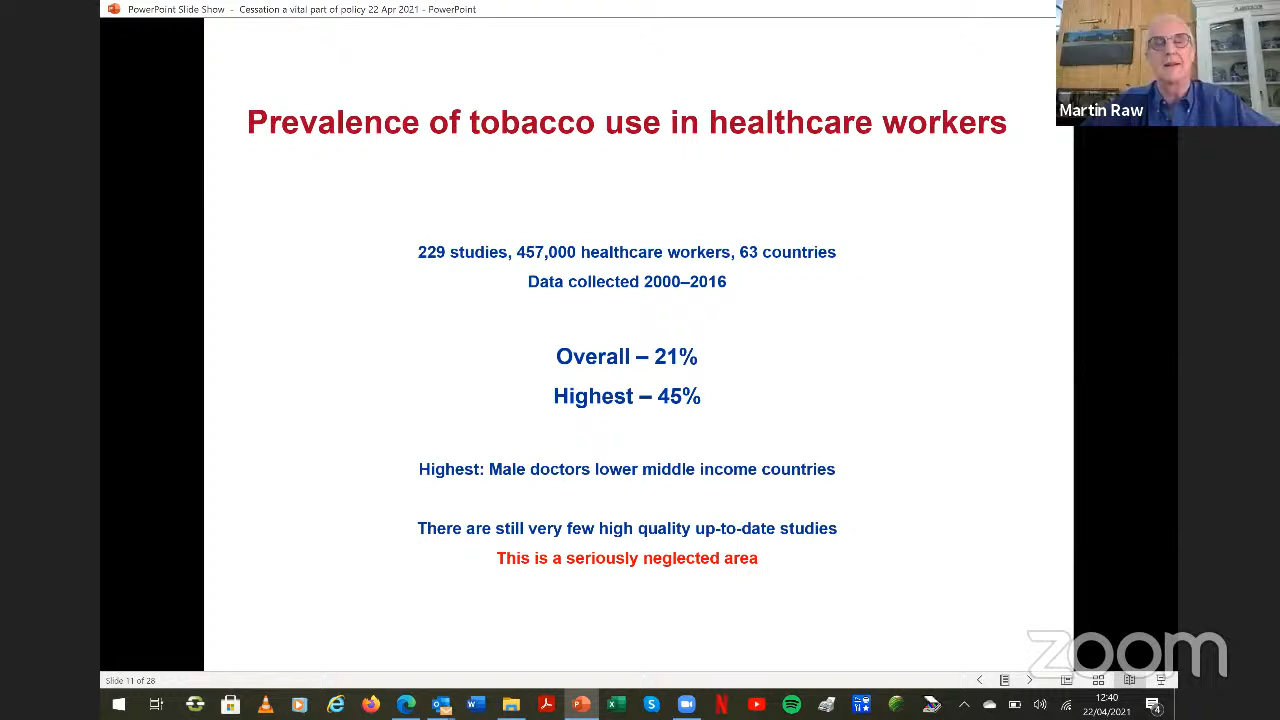 PowerPoint Slide Show - Cessation a vital part of policy 22 Apr 2021 - PowerPoint
Martin Raw
Prevalence of tobacco use in healthcare workers
229 studies, 457,000 healthcare workers, 63 countries
Data collected 2000–2016
Overall – 21%
Highest – 45%
Highest: Male doctors lower middle income countries
There are still very few high quality up-to-date studies
This is a seriously neglected area
zoom
Slide 11 of 28
12:40
22/04/2021